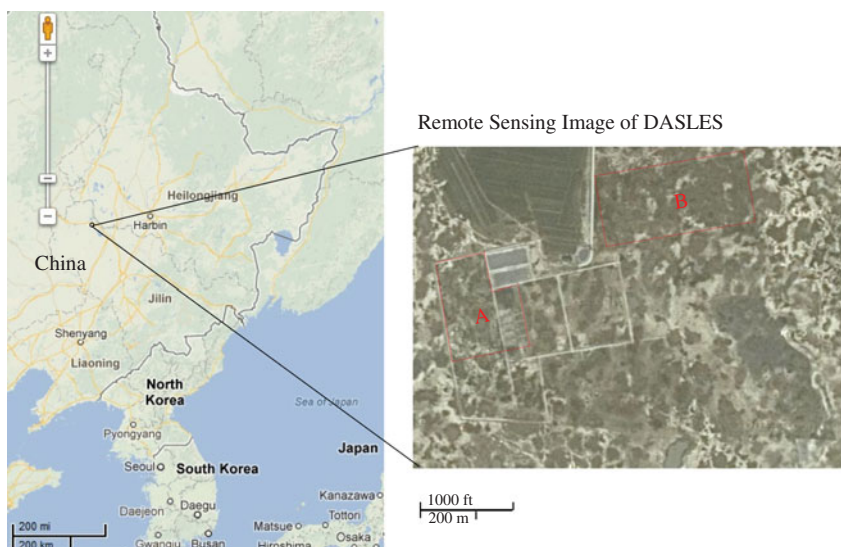 Remote Sensing Image of DASLES
Heilongjiang
Harbin
China
Jilin
Shenyang
Liaoning
North
Korea
Sea of Japan
Pyongyang
Japan
Seoul
South Korea
Kanazawa
Daejeon
Daegu
Totton
Matsue
Gwangju
Busan
Hiroshima
Osaka
200 mi
200 km
A
B
1000 ft
200 m